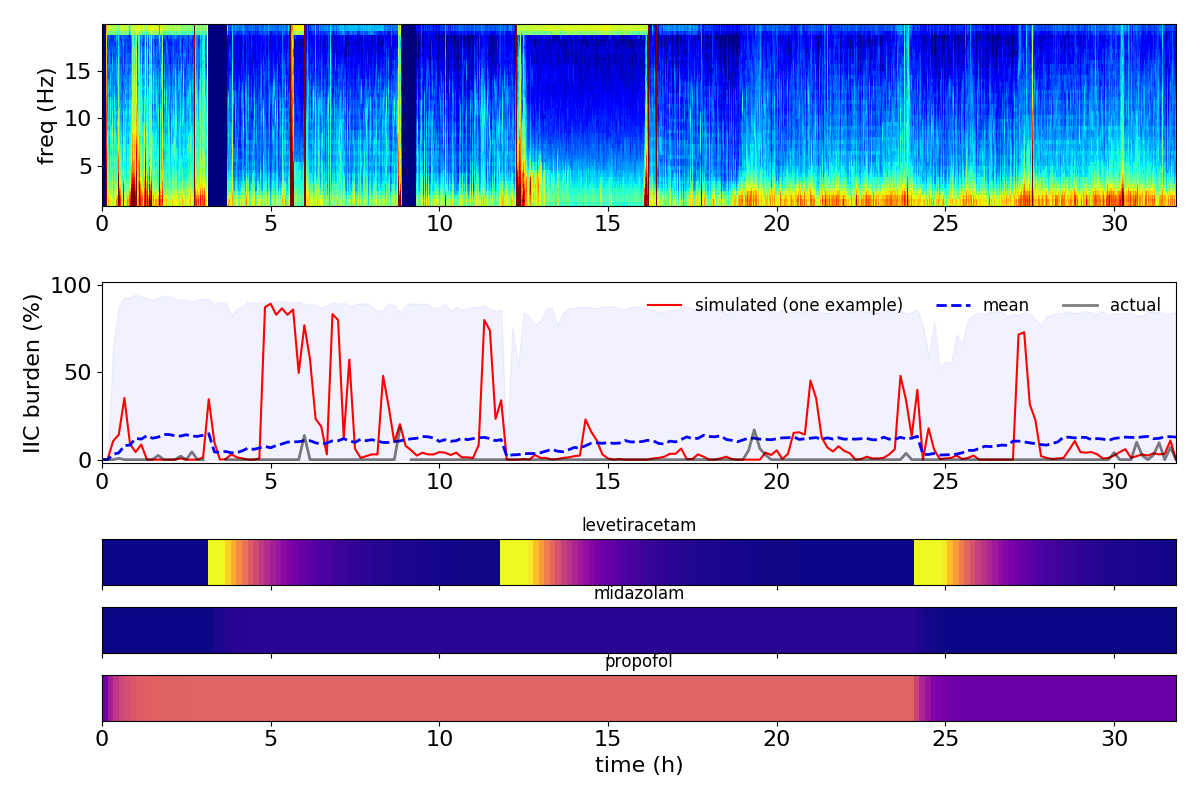 freq (Hz)
15
10
5
0 5 10 15 20 25 30
IIC burden (%)
100
50
0
simulated (one example) mean actual
0 5 10 15 20 25 30
levetiracetam
midazolam
propofol
0 5 10 15 20 25 30
time (h)